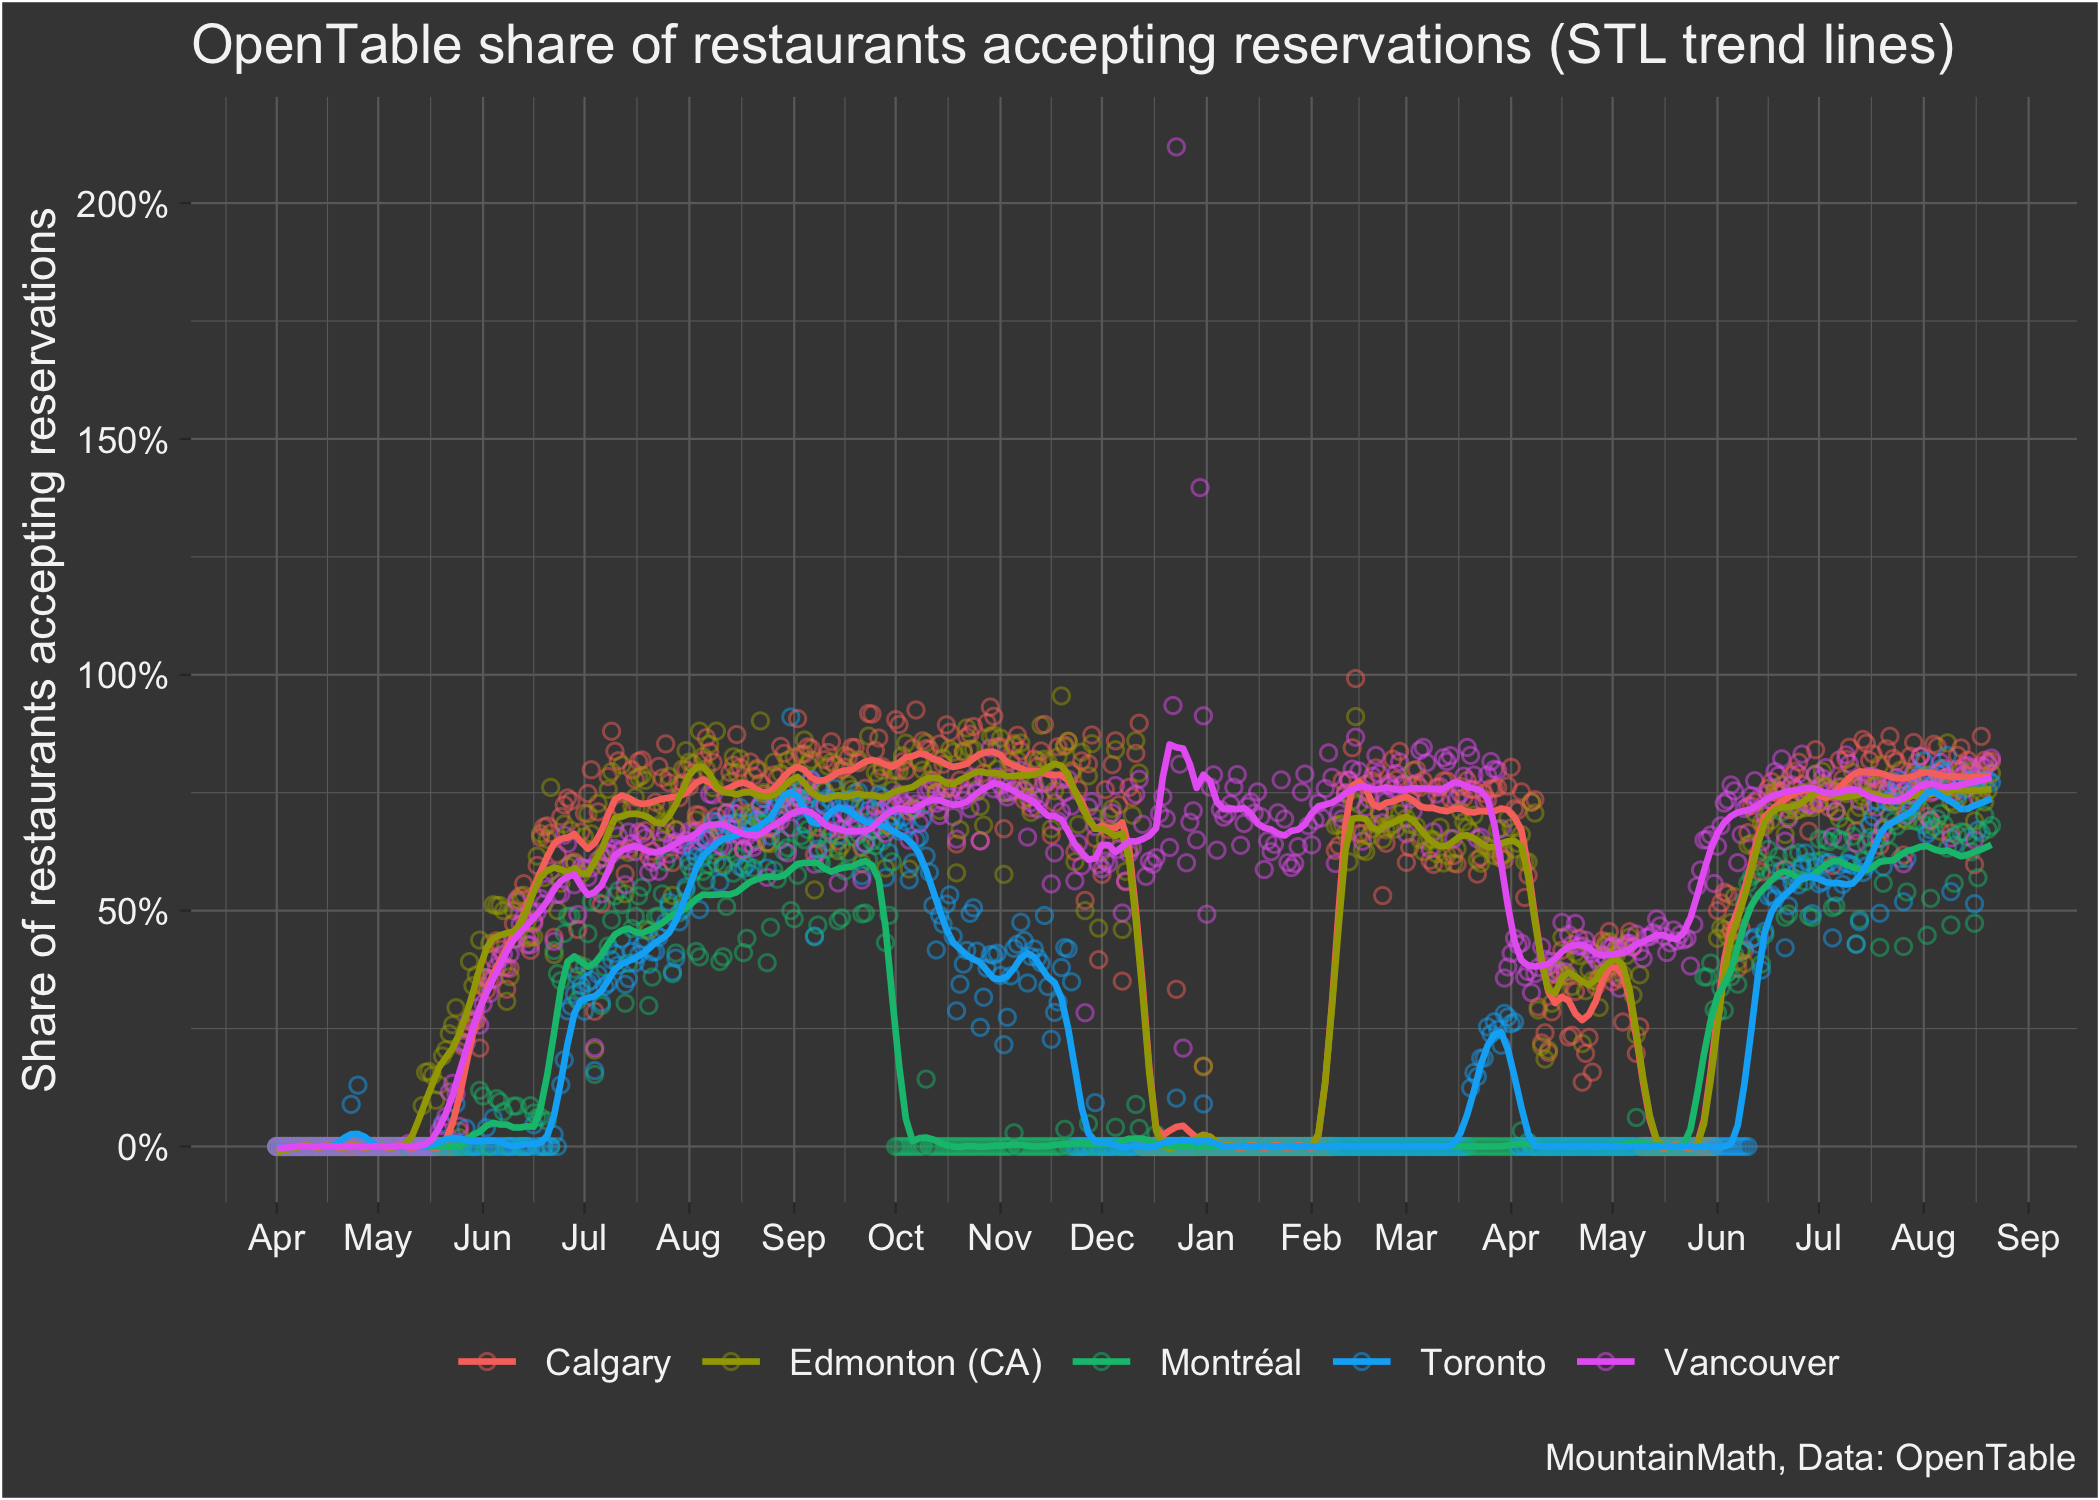 OpenTable share of restaurants accepting reservations (STL trend lines)
Share of restaurants accepting reservations
200%
150%
100%
50%
0%
Apr May Jun Jul Aug Sep Oct Nov Dec Jan Feb Mar Apr May Jun Jul Aug Sep
Calgary Edmonton (CA) Montréal Toronto Vancouver
MountainMath, Data: OpenTable